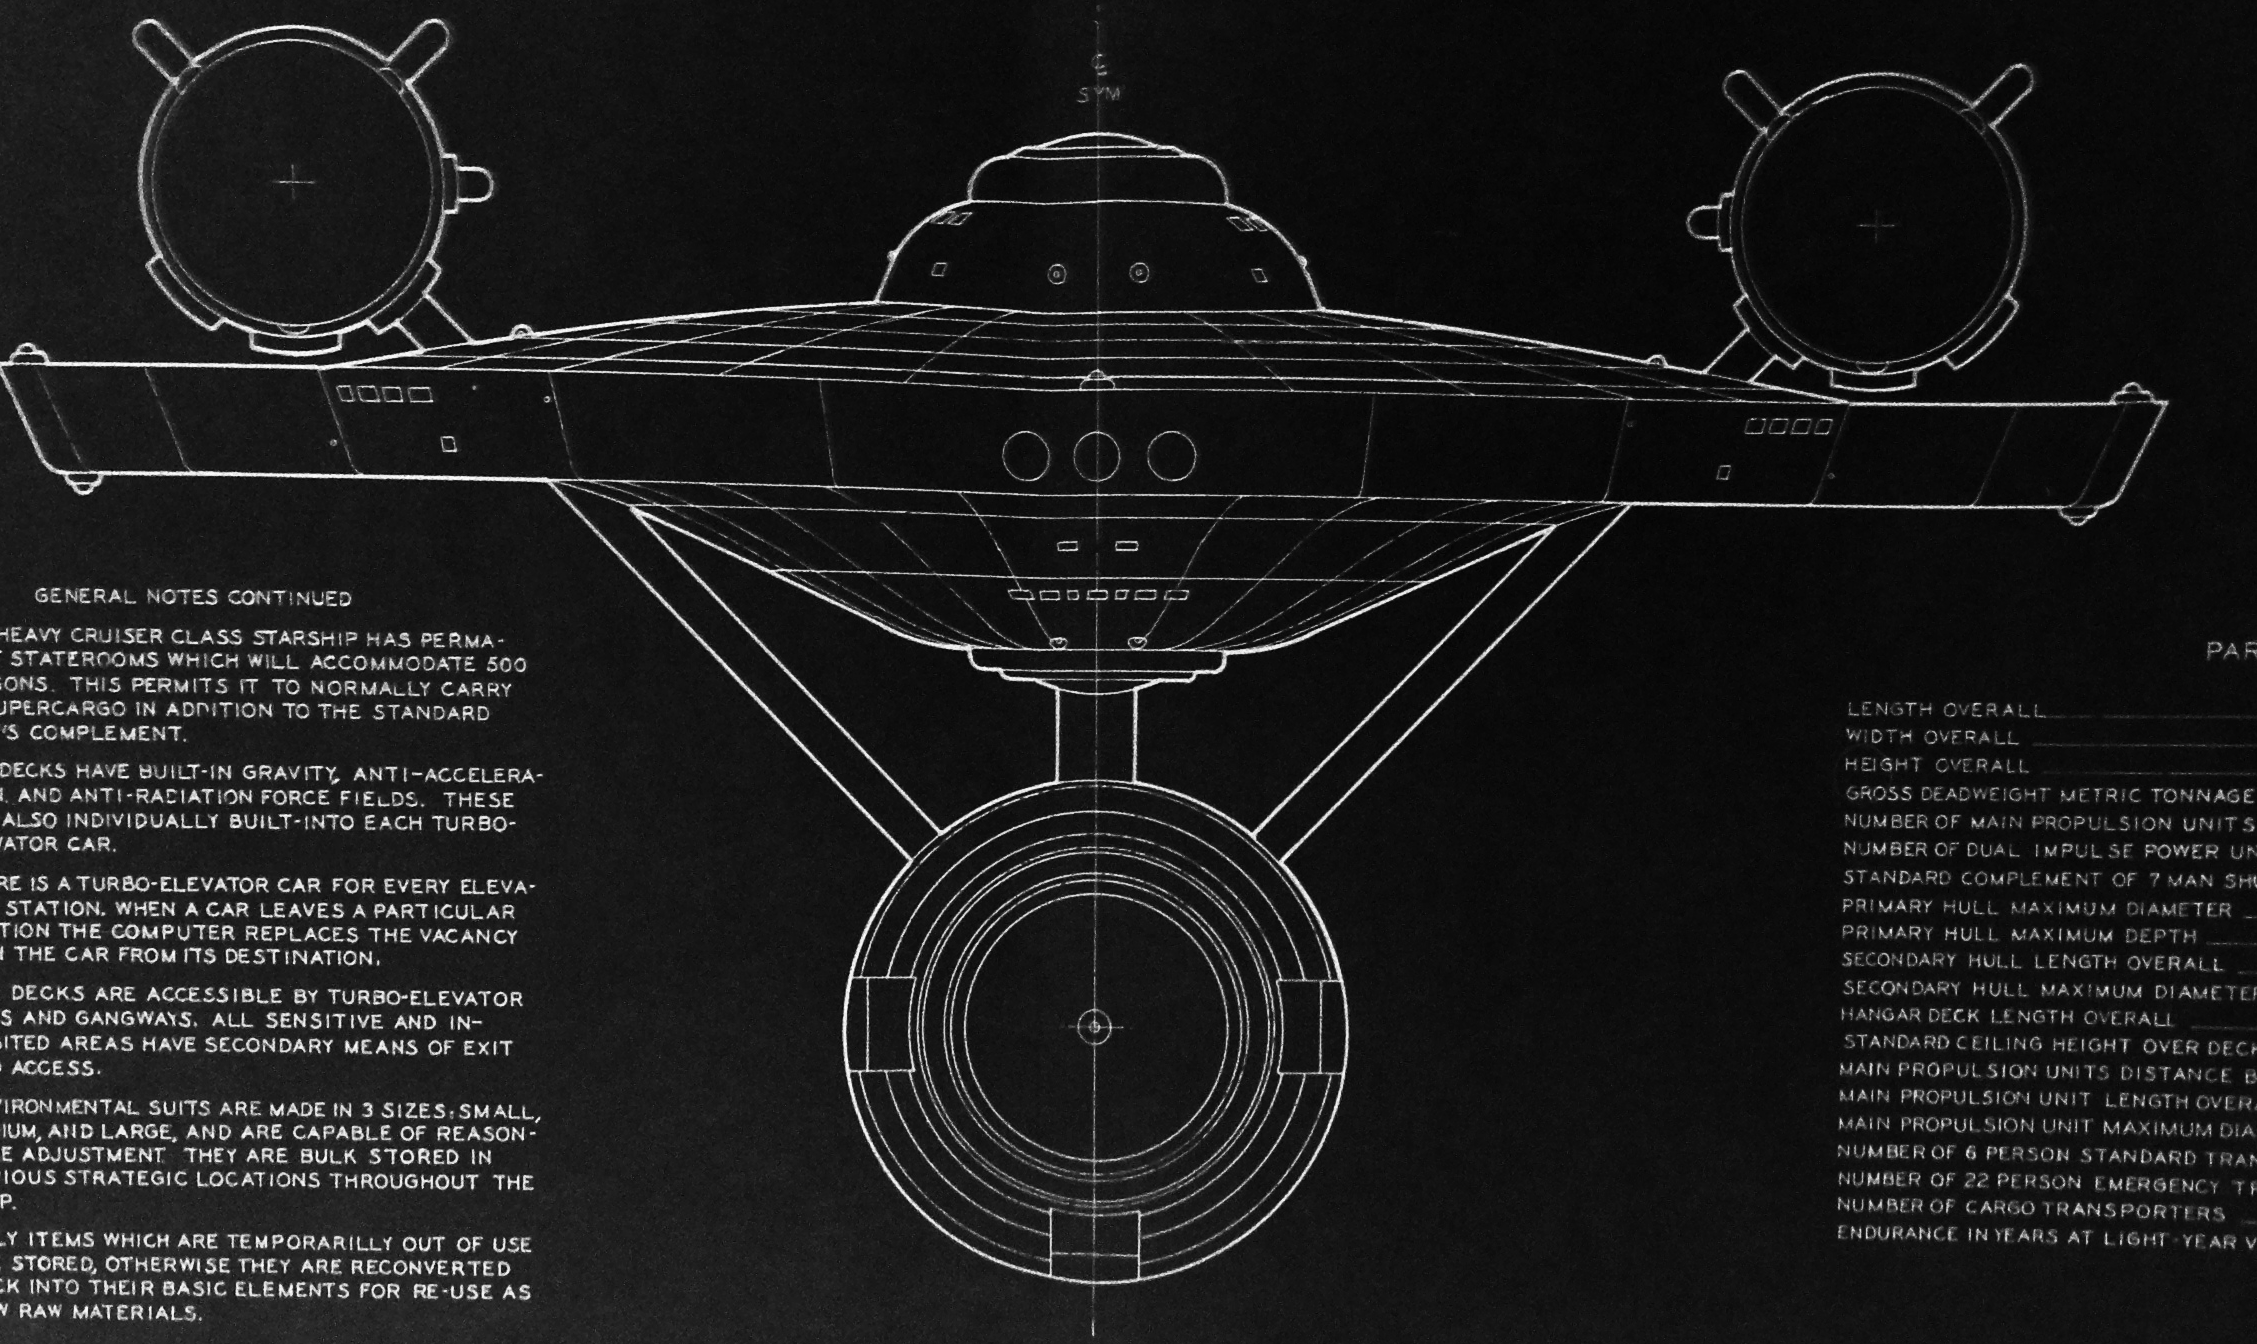 ℄
SYM
GENERAL NOTES CONTINUED
HEAVY CRUISER CLASS STARSHIP HAS PERMA-
STATEROOMS WHICH WILL ACCOMMODATE 500
SONS. THIS PERMITS IT TO NORMALLY CARRY
UPERCARGO IN ADDITION TO THE STANDARD
'S COMPLEMENT.
DECKS HAVE BUILT-IN GRAVITY, ANTI-ACCELERA-
N, AND ANTI-RADIATION FORCE FIELDS. THESE
ALSO INDIVIDUALLY BUILT-INTO EACH TURBO-
VATOR CAR.
RE IS A TURBO-ELEVATOR CAR FOR EVERY ELEVA-
STATION. WHEN A CAR LEAVES A PARTICULAR
TION THE COMPUTER REPLACES THE VACANCY
THE CAR FROM ITS DESTINATION.
DECKS ARE ACCESSIBLE BY TURBO-ELEVATOR
S AND GANGWAYS. ALL SENSITIVE AND IN-
BITED AREAS HAVE SECONDARY MEANS OF EXIT
ACCESS.
VIRONMENTAL SUITS ARE MADE IN 3 SIZES: SMALL,
IUM, AND LARGE, AND ARE CAPABLE OF REASON-
E ADJUSTMENT THEY ARE BULK STORED IN
IOUS STRATEGIC LOCATIONS THROUGHOUT THE
P.
LY ITEMS WHICH ARE TEMPORARILLY OUT OF USE
STORED, OTHERWISE THEY ARE RECONVERTED
CK INTO THEIR BASIC ELEMENTS FOR RE-USE AS
W RAW MATERIALS.
PAR
LENGTH OVERALL
WIDTH OVERALL
HEIGHT OVERALL
GROSS DEADWEIGHT METRIC TONNAGE
NUMBER OF MAIN PROPULSION UNITS
NUMBER OF DUAL IMPULSE POWER UN
STANDARD COMPLEMENT OF 7 MAN SHU
PRIMARY HULL MAXIMUM DIAMETER
PRIMARY HULL MAXIMUM DEPTH
SECONDARY HULL LENGTH OVERALL
SECONDARY HULL MAXIMUM DIAMETER
HANGAR DECK LENGTH OVERALL
STANDARD CEILING HEIGHT OVER DECK
MAIN PROPULSION UNITS DISTANCE B
MAIN PROPULSION UNIT LENGTH OVERA
MAIN PROPULSION UNIT MAXIMUM DIA
NUMBER OF 6 PERSON STANDARD TRAN
NUMBER OF 22 PERSON EMERGENCY TR
NUMBER OF CARGO TRANSPORTERS
ENDURANCE IN YEARS AT LIGHT-YEAR V